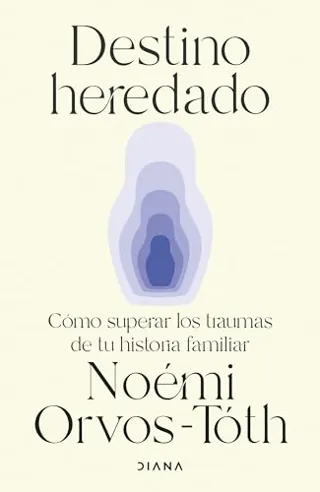 Destino
heredado
Cómo superar los traumas
de tu historia familiar
Noémi
Orvos-Tóth
DIANA